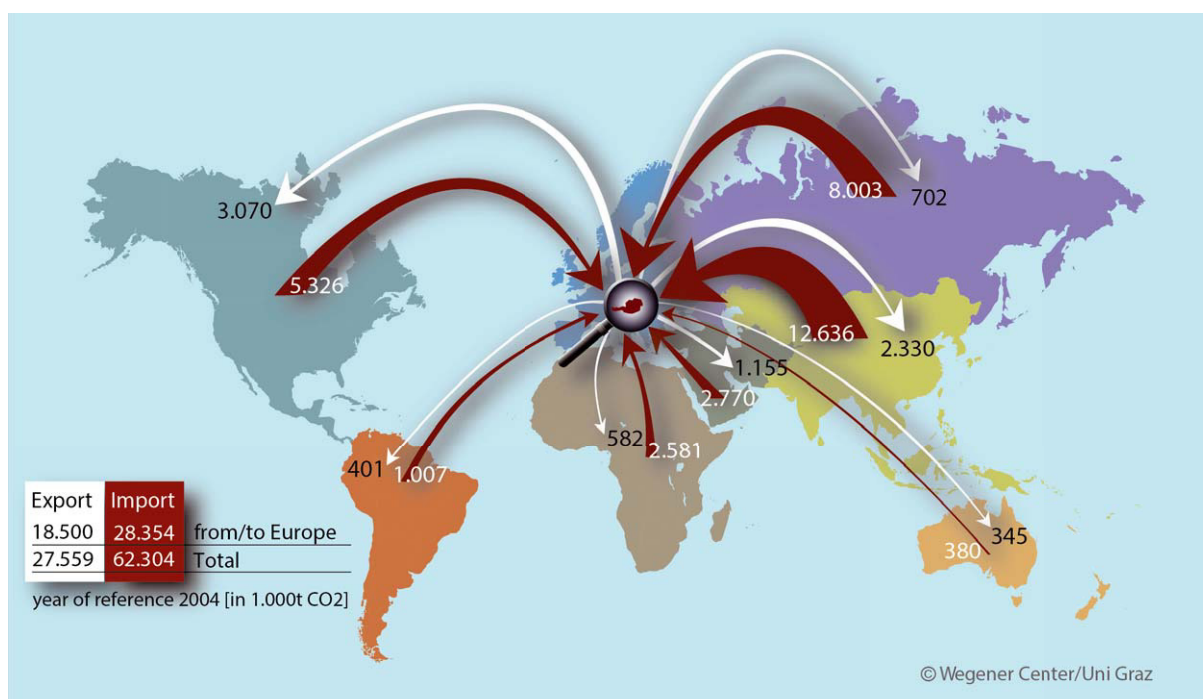 3.070
5.326
8.003
702
12.636
2.330
1.155
2.770
582
2.581
401
1.007
380
345
Export Import
18.500 28.354 from/to Europe
27.559 62.304 Total
year of reference 2004 [in 1.000t CO2]
© Wegener Center/Uni Graz